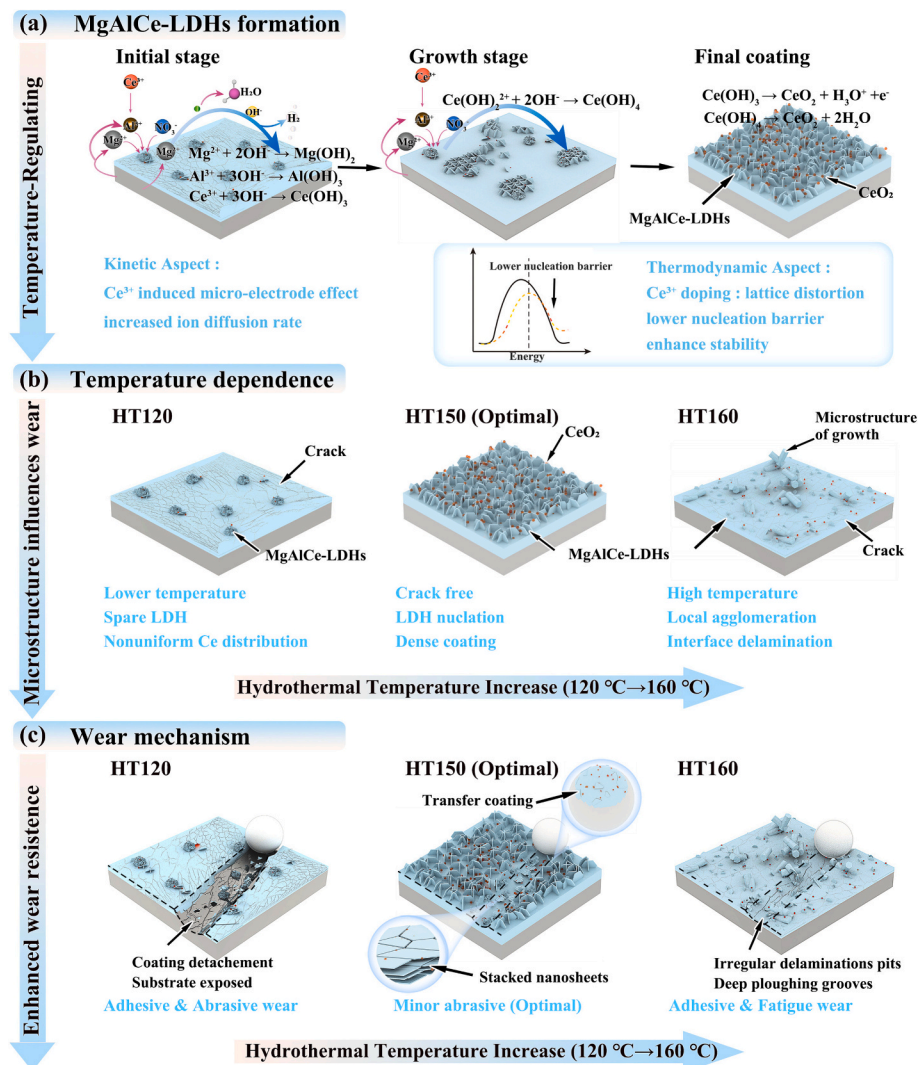 (a) MgAlCe-LDHs formation
Temperature-Regulating
Initial stage
Growth stage
Final coating
Ce³⁺
H₂O
OH⁻
H₂
Al³⁺
NO₃⁻
Mg²⁺
Mg²⁺
Mg²⁺ + 2OH⁻ → Mg(OH)₂
Al³⁺ + 3OH⁻ → Al(OH)₃
Ce³⁺ + 3OH⁻ → Ce(OH)₃
Ce³⁺
Al³⁺
NO₃⁻
Mg²⁺
Ce(OH)₂²⁺ + 2OH⁻ → Ce(OH)₄
Ce(OH)₃ → CeO₂ + H₃O⁺ +e⁻
Ce(OH)₄ → CeO₂ + 2H₂O
MgAlCe-LDHs
CeO₂
Kinetic Aspect :
Ce³⁺ induced micro-electrode effect
increased ion diffusion rate
Lower nucleation barrier
Energy
Thermodynamic Aspect :
Ce³⁺ doping : lattice distortion
lower nucleation barrier
enhance stability
(b) Temperature dependence
Microstructure influences wear
HT120
HT150 (Optimal)
HT160
Crack
MgAlCe-LDHs
CeO₂
MgAlCe-LDHs
Microstructure
of growth
Crack
Lower temperature
Spare LDH
Nonuniform Ce distribution
Crack free
LDH nuclation
Dense coating
High temperature
Local agglomeration
Interface delamination
Hydrothermal Temperature Increase (120 °C→160 °C)
(c) Wear mechanism
Enhanced wear resistence
HT120
HT150 (Optimal)
HT160
Transfer coating
Coating detachement
Substrate exposed
Stacked nanosheets
Irregular delaminations pits
Deep ploughing grooves
Adhesive & Abrasive wear
Minor abrasive (Optimal)
Adhesive & Fatigue wear
Hydrothermal Temperature Increase (120 °C→160 °C)